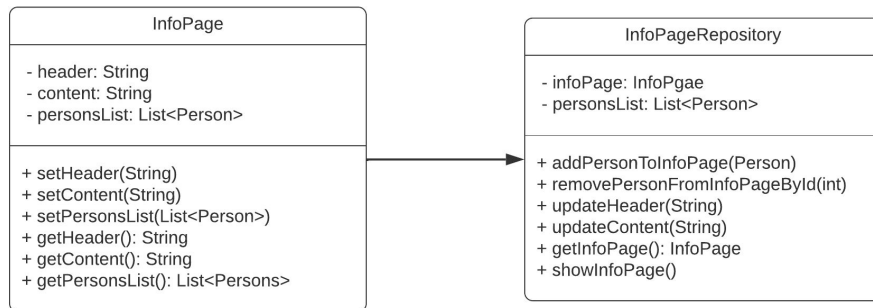 InfoPage
- header: String
- content: String
- personsList: List<Person>
+ setHeader(String)
+ setContent(String)
+ setPersonsList(List<Person>)
+ getHeader(): String
+ getContent(): String
+ getPersonsList(): List<Persons>
InfoPageRepository
- infoPage: InfoPgae
- personsList: List<Person>
+ addPersonToInfoPage(Person)
+ removePersonFromInfoPageById(int)
+ updateHeader(String)
+ updateContent(String)
+ getInfoPage(): InfoPage
+ showInfoPage()